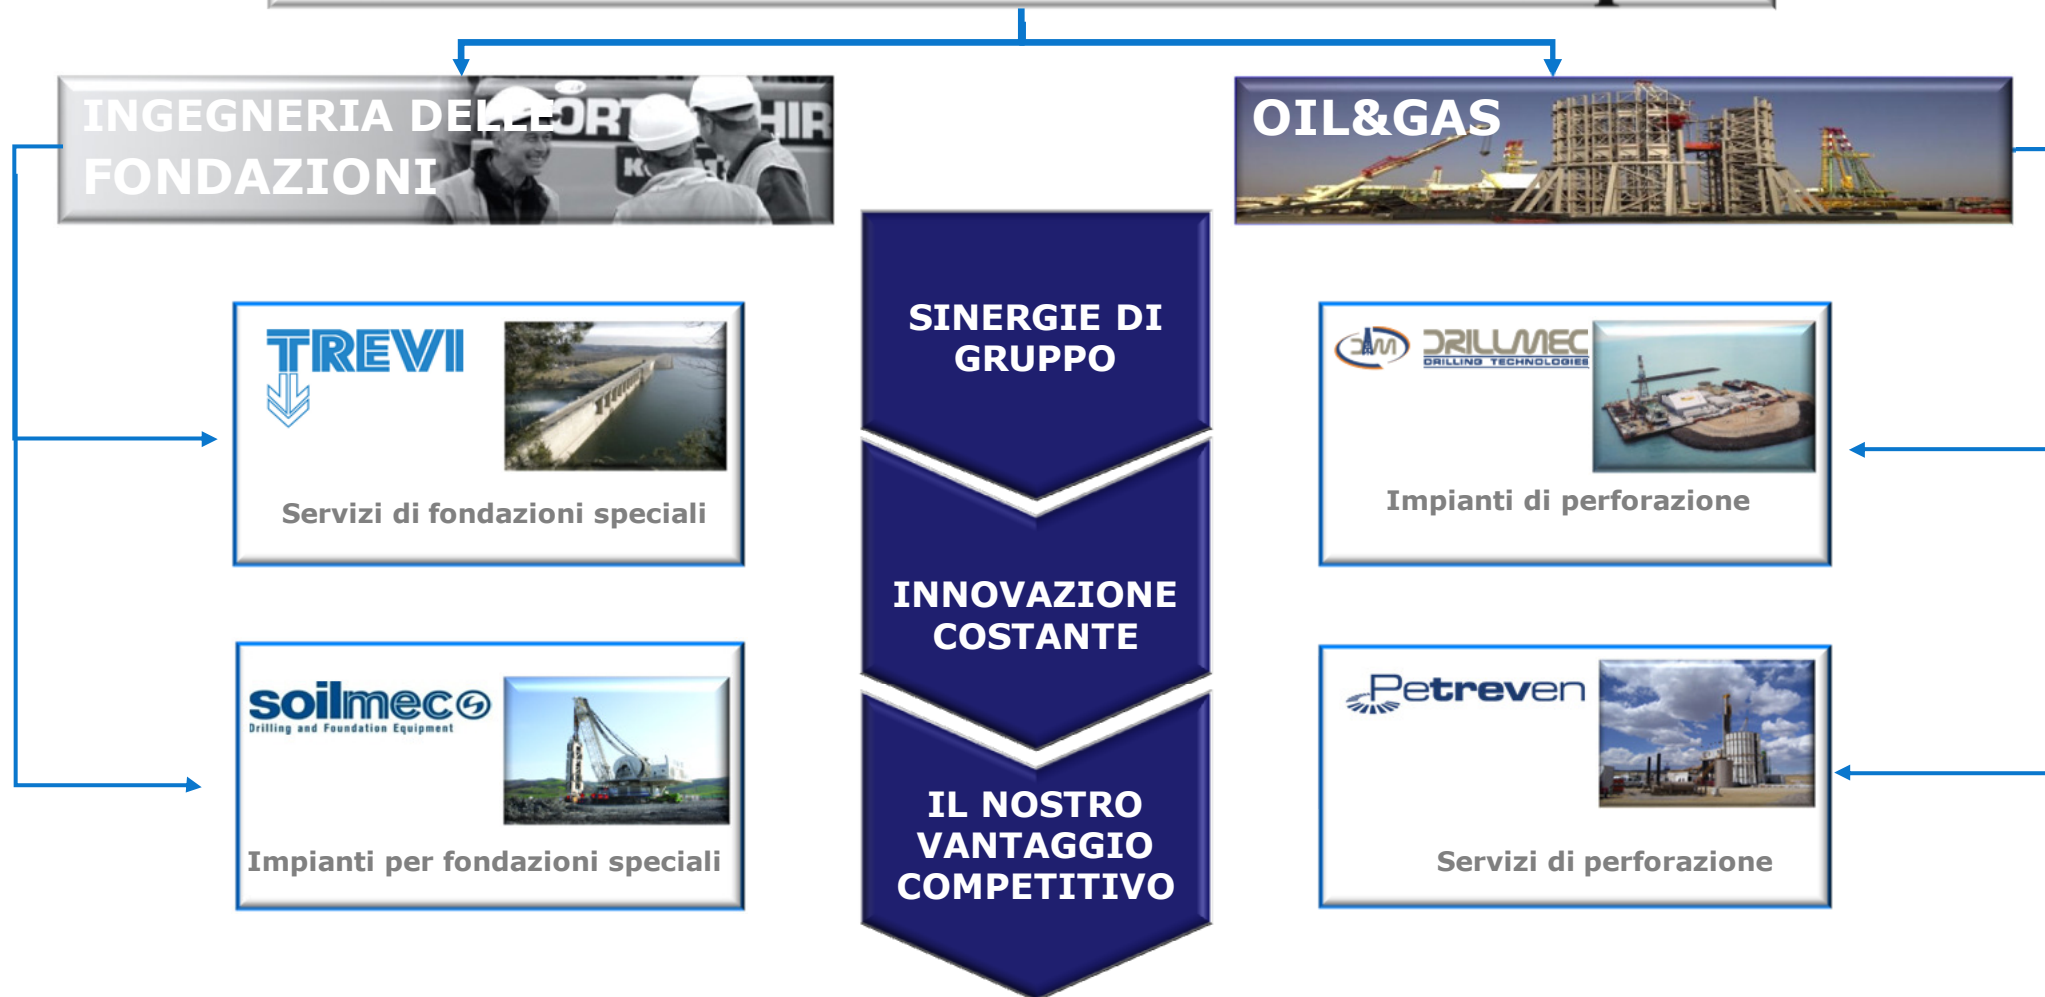 INGEGNERIA DELLE
FONDAZIONI
OIL&GAS
TREVI
Servizi di fondazioni speciali
soilmec
Drilling and Foundation Equipment
Impianti per fondazioni speciali
SINERGIE DI
GRUPPO
INNOVAZIONE
COSTANTE
IL NOSTRO
VANTAGGIO
COMPETITIVO
DM DRILLMEC
DRILLING TECHNOLOGIES
Impianti di perforazione
Petreven
Servizi di perforazione